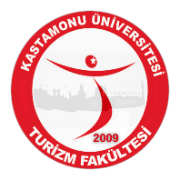 KASTAMONU ÜNİVERSİTESİ
2009
TURİZM FAKÜLTESİ